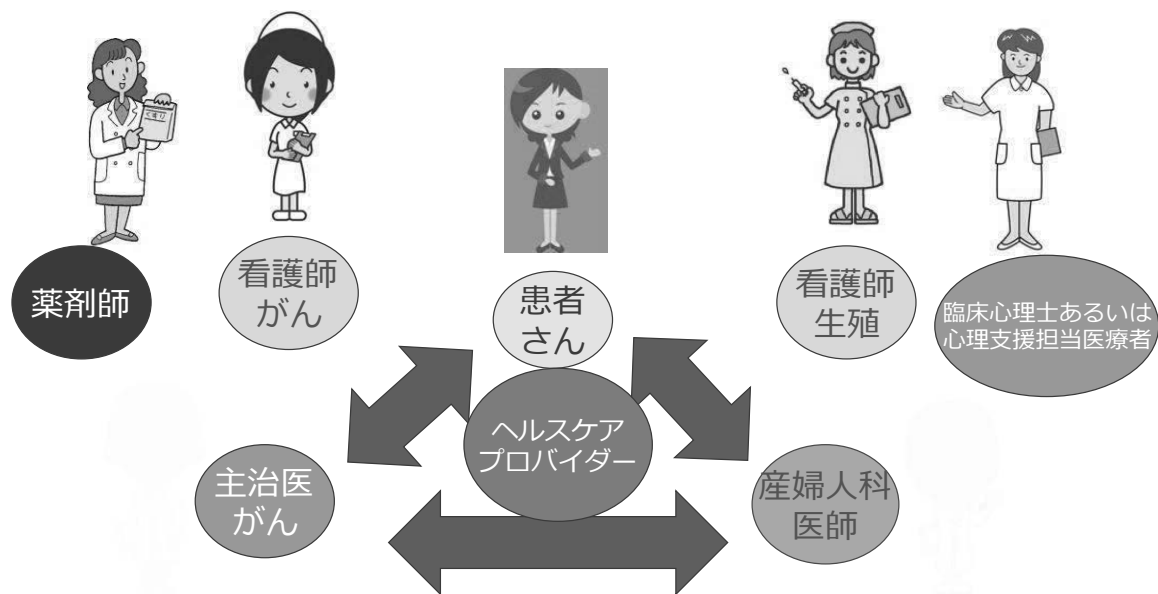 くすり
薬剤師
看護師
がん
患者
さん
看護師
生殖
臨床心理士あるいは
心理支援担当医療者
ヘルスケア
プロバイダー
主治医
がん
産婦人科
医師